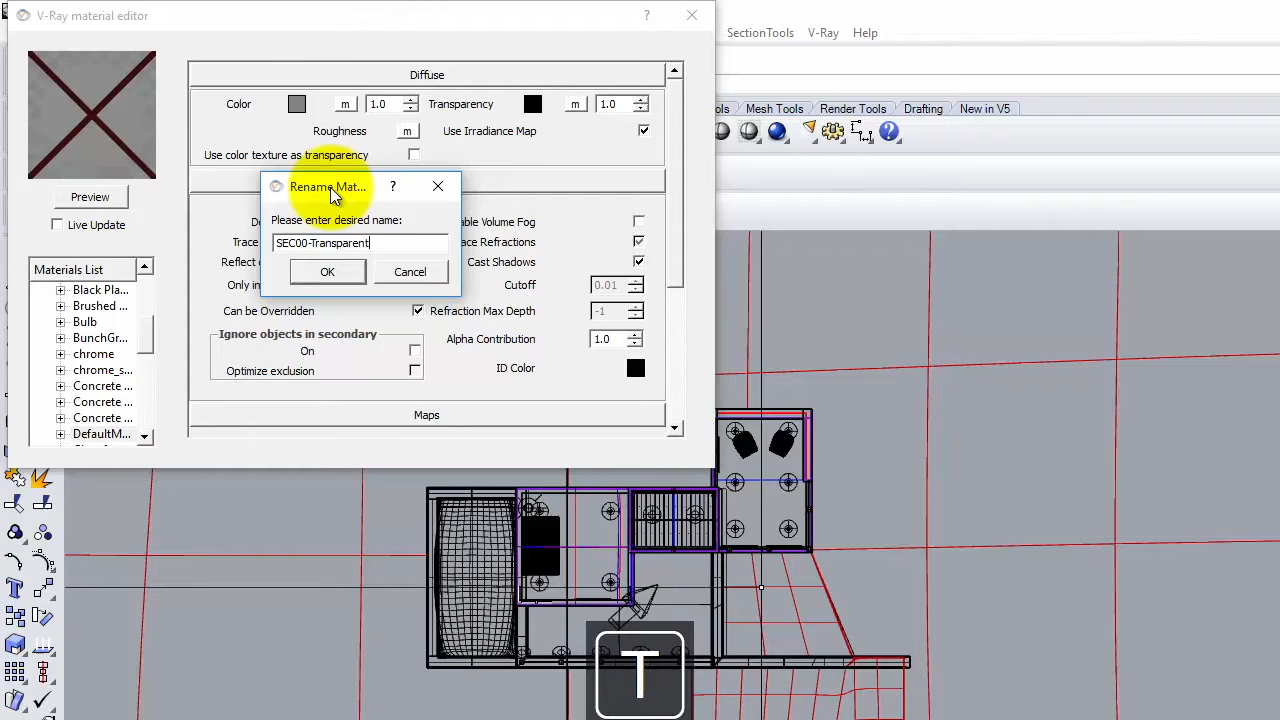 V-Ray material editor
?
SectionTools V-Ray Help
Diffuse
Color m 1.0 Transparency m 1.0
Roughness m Use Irradiance Map
Use color texture as transparency
Mesh Tools Render Tools Drafting New in V5
Preview
Live Update
Rename Mat... ?
Please enter desired name:
SEC00-Transparent
OK Cancel
Trace
Reflect
Only in
Can be Overridden
Volume Fog
Refractions
Cast Shadows
Cutoff 0.01
Refraction Max Depth -1
Ignore objects in secondary
On
Optimize exclusion
Alpha Contribution 1.0
ID Color
Maps
Materials List
Black Pla...
Brushed ...
Bulb
BunchGr...
chrome
chrome_s...
Concrete ...
Concrete ...
Concrete ...
DefaultM...
T